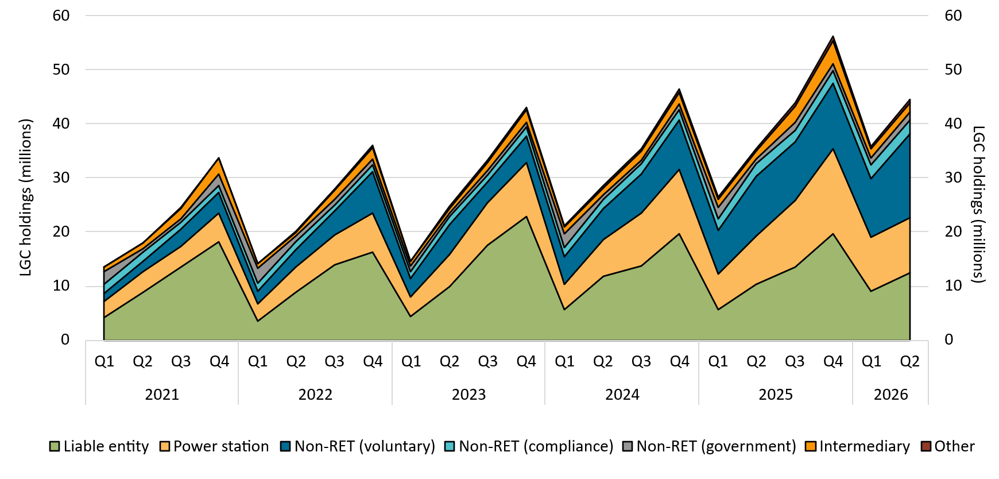 60 60
50 50
40 40
30 30
20 20
10 10
0 0
LGC holdings (millions)
LGC holdings (millions)
Q1 Q2 Q3 Q4 Q1 Q2 Q3 Q4 Q1 Q2 Q3 Q4 Q1 Q2 Q3 Q4 Q1 Q2 Q3 Q4 Q1 Q2
2021 2022 2023 2024 2025 2026
Liable entity Power station Non-RET (voluntary) Non-RET (compliance) Non-RET (government) Intermediary Other